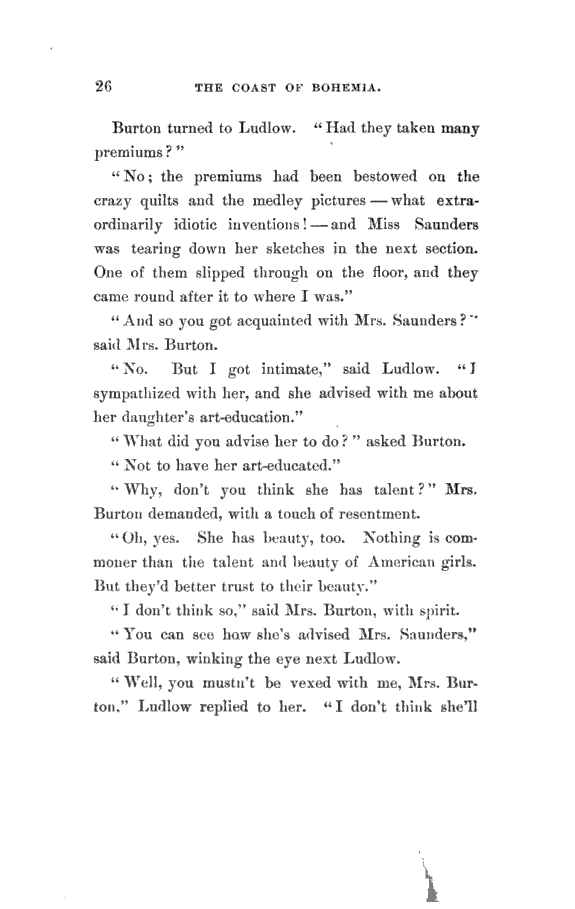 26 THE COAST OF BOHEMIA.
Burton turned to Ludlow. "Had they taken many
premiums?"
"No; the premiums had been bestowed on the
crazy quilts and the medley pictures — what extra-
ordinarily idiotic inventions! — and Miss Saunders
was tearing down her sketches in the next section.
One of them slipped through on the floor, and they
came round after it to where I was."
"And so you got acquainted with Mrs. Saunders?"
said Mrs. Burton.
"No. But I got intimate," said Ludlow. "I
sympathized with her, and she advised with me about
her daughter's art-education."
"What did you advise her to do?" asked Burton.
"Not to have her art-educated."
"Why, don't you think she has talent?" Mrs.
Burton demanded, with a touch of resentment.
"Oh, yes. She has beauty, too. Nothing is com-
moner than the talent and beauty of American girls.
But they'd better trust to their beauty."
"I don't think so," said Mrs. Burton, with spirit.
"You can see how she's advised Mrs. Saunders,"
said Burton, winking the eye next Ludlow.
"Well, you mustn't be vexed with me, Mrs. Bur-
ton," Ludlow replied to her. "I don't think she'll